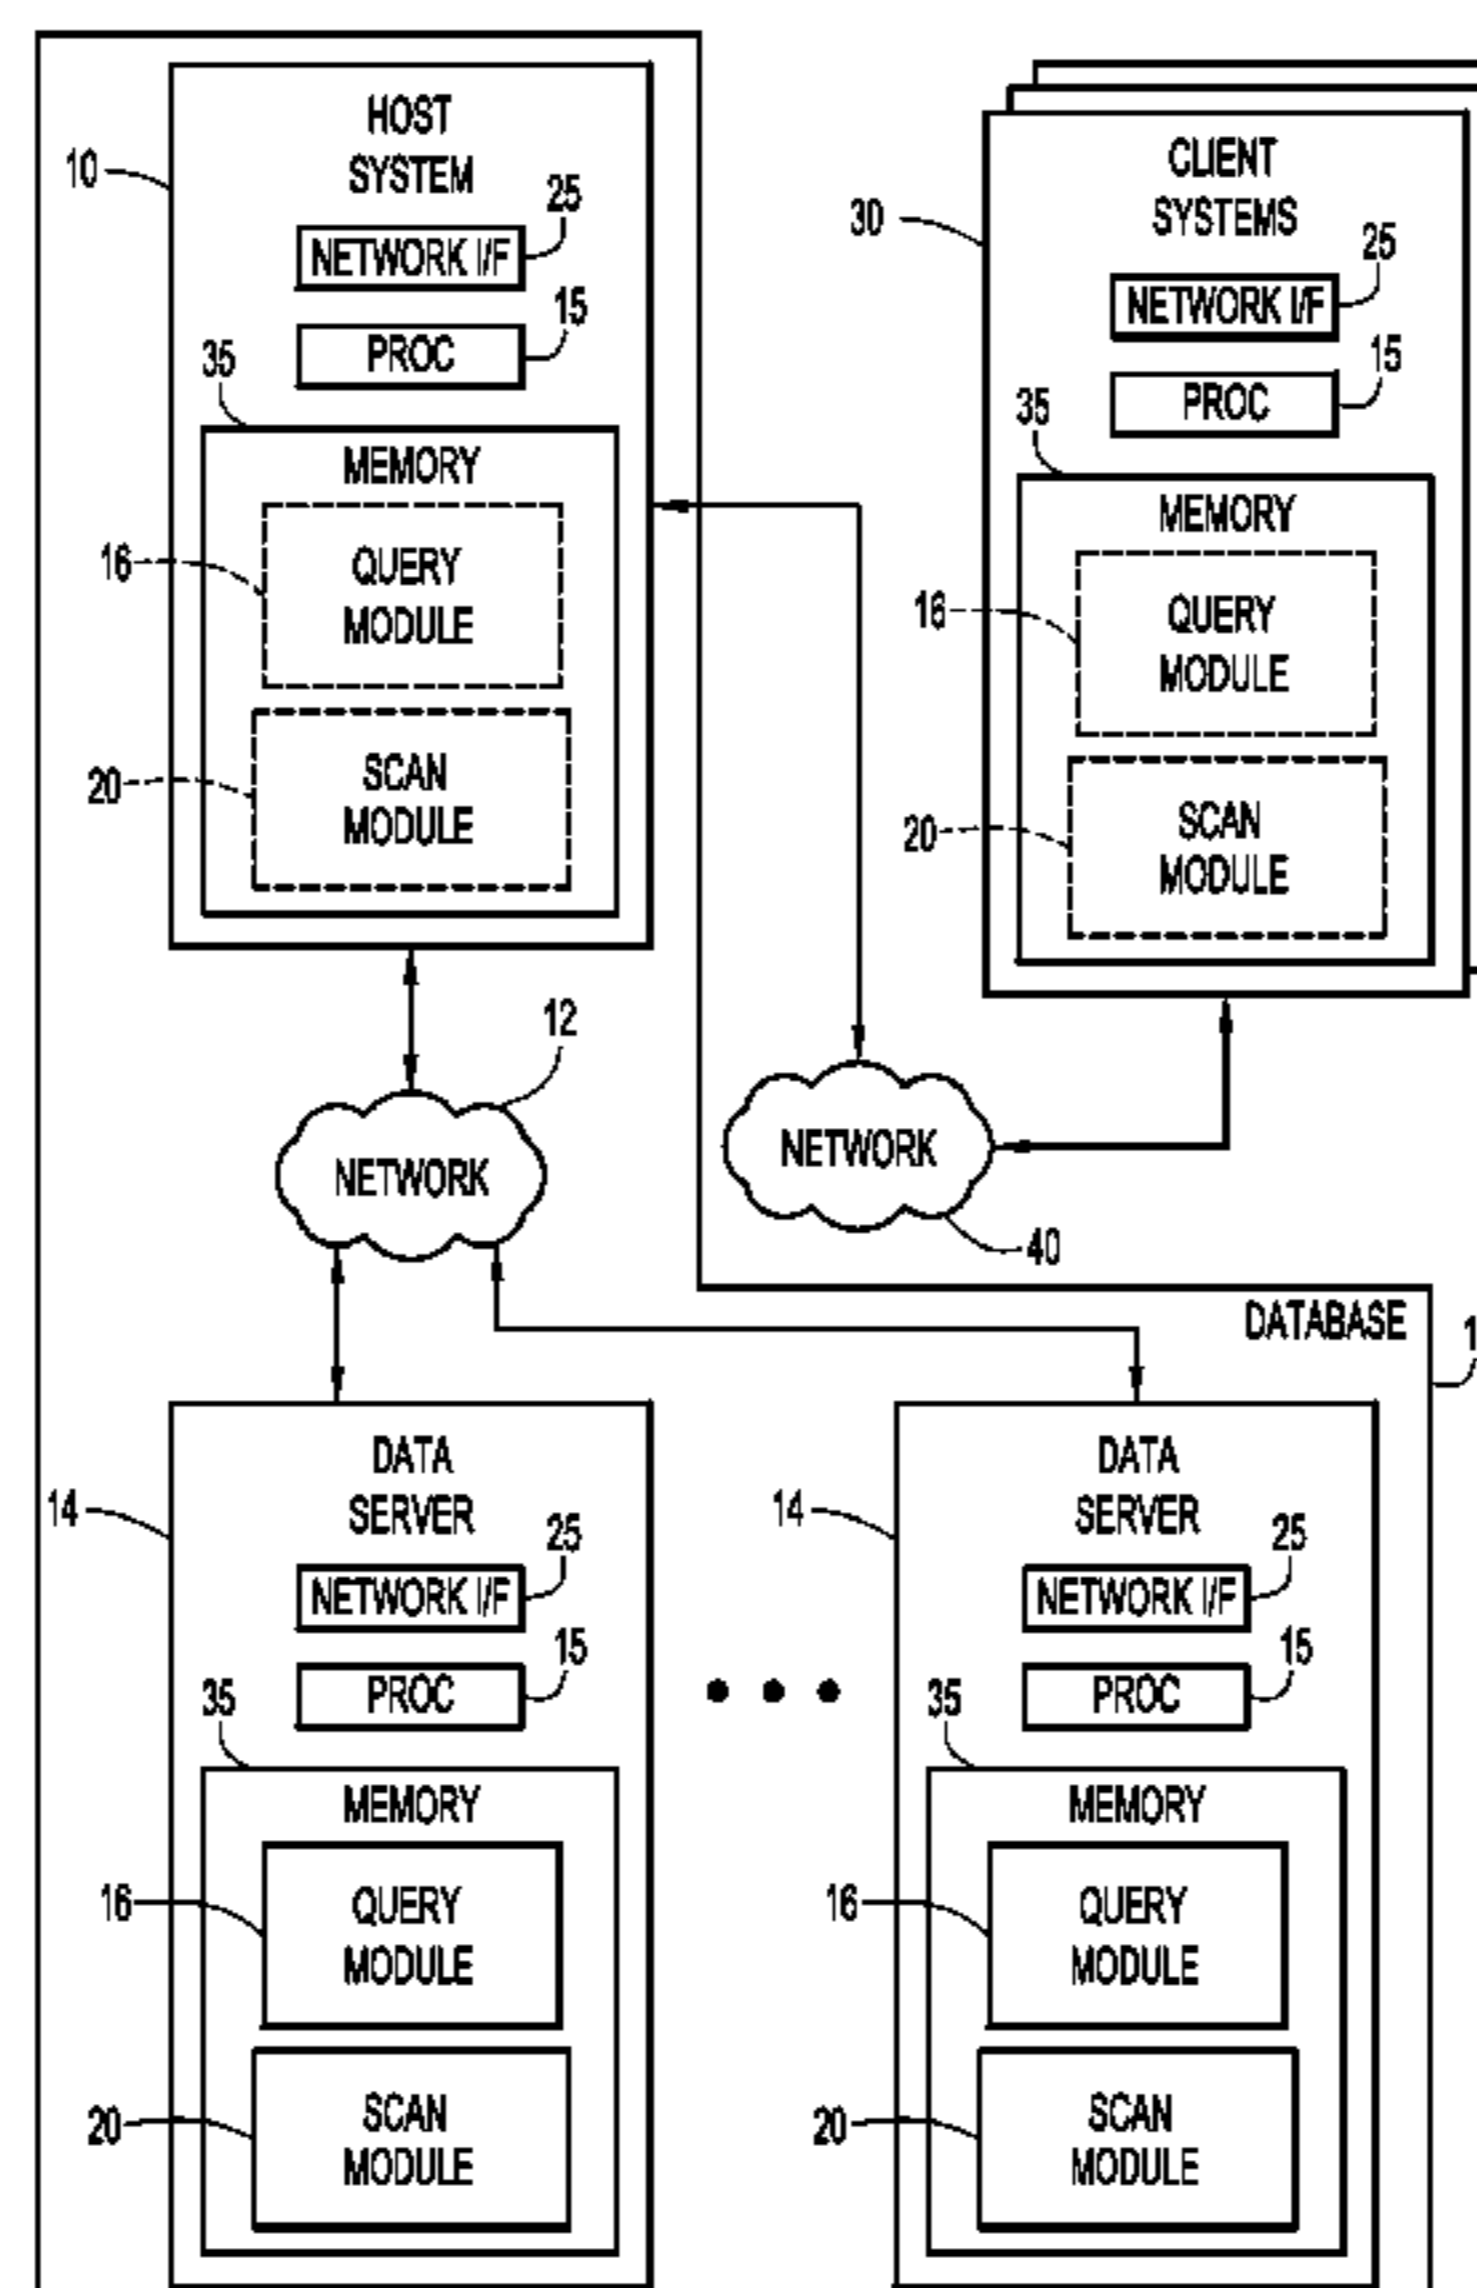 HOST
SYSTEM
10
25
NETWORK I/F
15
PROC
35
MEMORY
16
QUERY
MODULE
20
SCAN
MODULE
CLIENT
SYSTEMS
30
25
NETWORK I/F
15
PROC
35
MEMORY
16
QUERY
MODULE
20
SCAN
MODULE
12
NETWORK
NETWORK
40
DATABASE
DATA
SERVER
14
25
NETWORK I/F
15
PROC
35
MEMORY
16
QUERY
MODULE
20
SCAN
MODULE
DATA
SERVER
14
25
NETWORK I/F
15
PROC
35
MEMORY
16
QUERY
MODULE
20
SCAN
MODULE